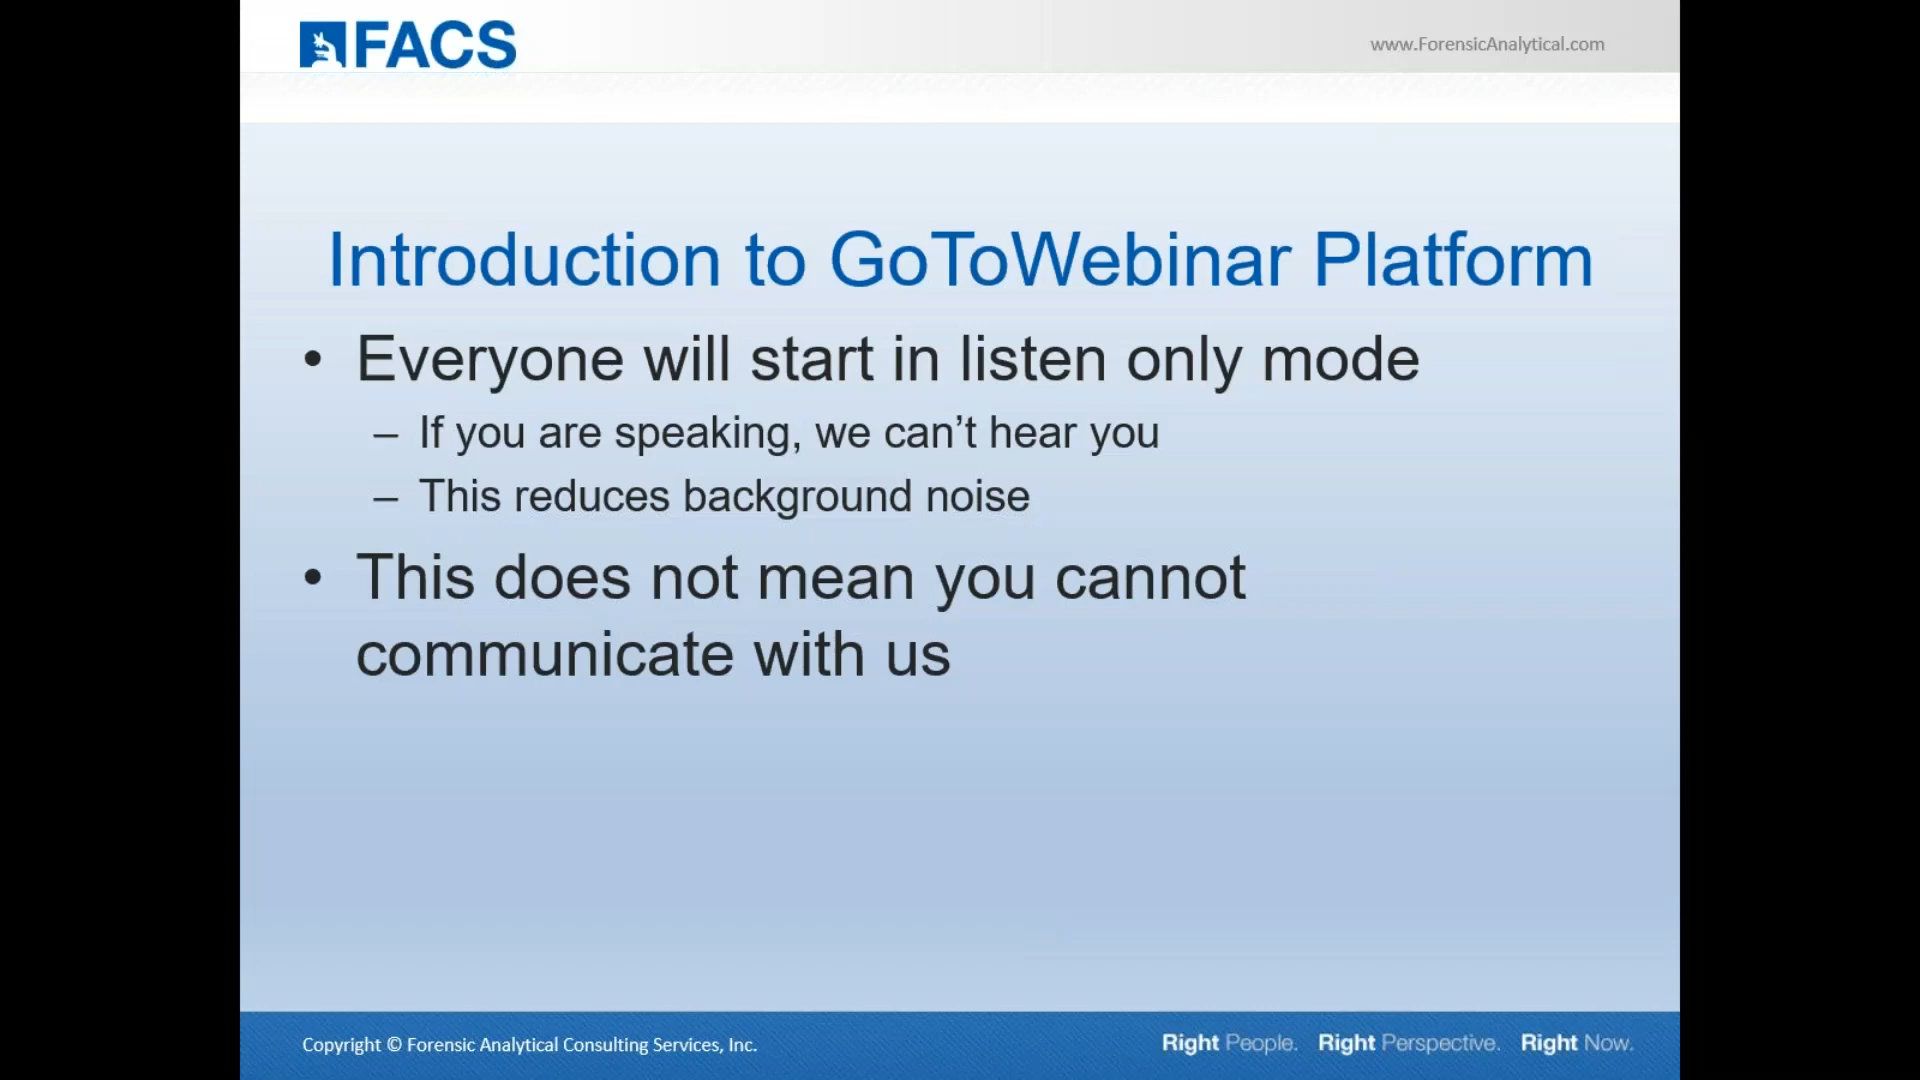 FACS
www.ForensicAnalytical.com
Introduction to GoToWebinar Platform
• Everyone will start in listen only mode
– If you are speaking, we can’t hear you
– This reduces background noise
• This does not mean you cannot
communicate with us
Copyright © Forensic Analytical Consulting Services, Inc.
Right People. Right Perspective. Right Now.